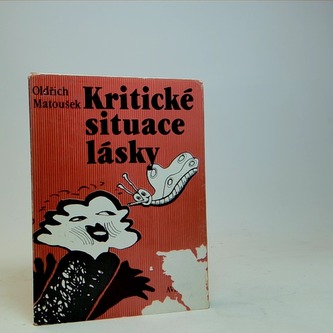 Oldřich
Matoušek
Kritické
situace
lásky